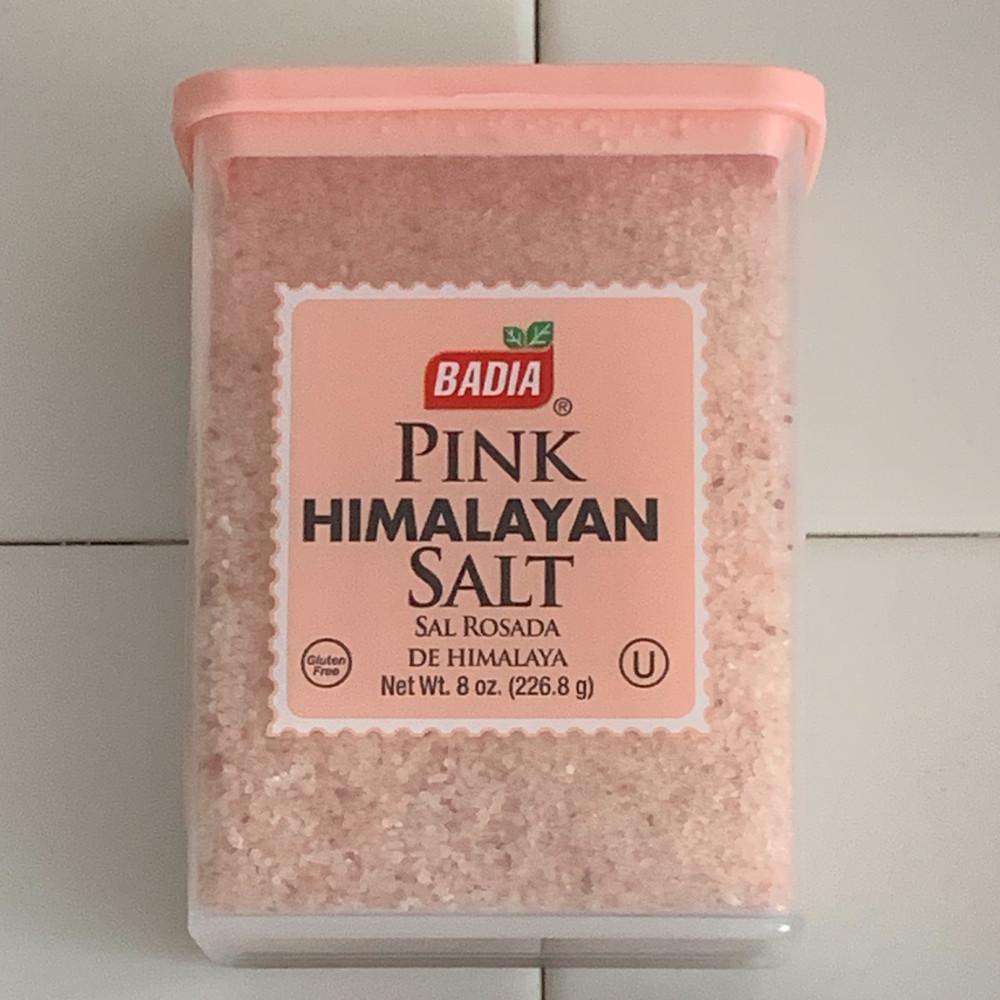 BADIA®
PINK
HIMALAYAN
SALT
SAL ROSADA
DE HIMALAYA
Gluten
Free
U
Net Wt. 8 oz. (226.8 g)